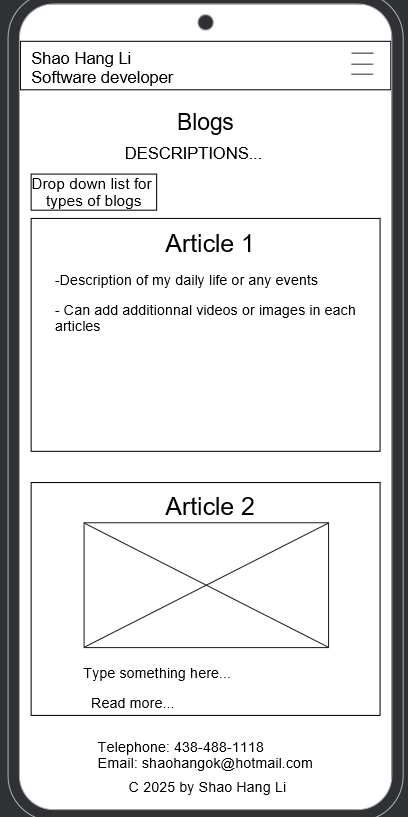 Shao Hang Li
Software developer
Blogs
DESCRIPTIONS...
Drop down list for
types of blogs
Article 1
-Description of my daily life or any events
- Can add additionnal videos or images in each
articles
Article 2
Type something here...
Read more...
Telephone: 438-488-1118
Email: shaohangok@hotmail.com
C 2025 by Shao Hang Li